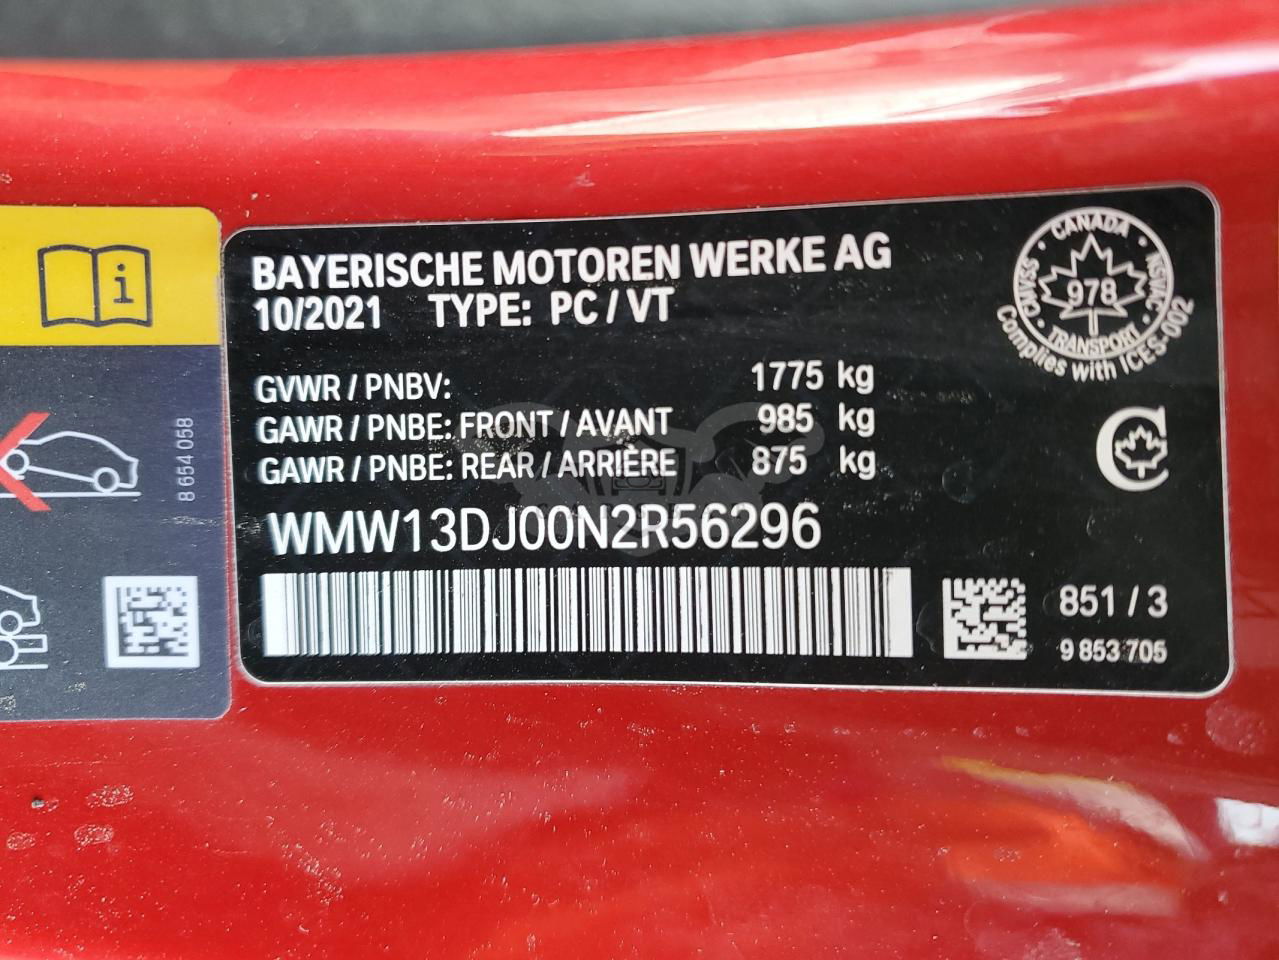 BAYERISCHE MOTOREN WERKE AG
10/2021 TYPE: PC / VT
GVWR / PNBV: 1775 kg
GAWR / PNBE: FRONT / AVANT 985 kg
GAWR / PNBE: REAR / ARRIÈRE 875 kg
WMW13DJ00N2R56296
851 / 3
9 853 705
CANADA
CMVSS
978
NSVAC
TRANSPORT
Complies with ICES-002
i
8 654 058